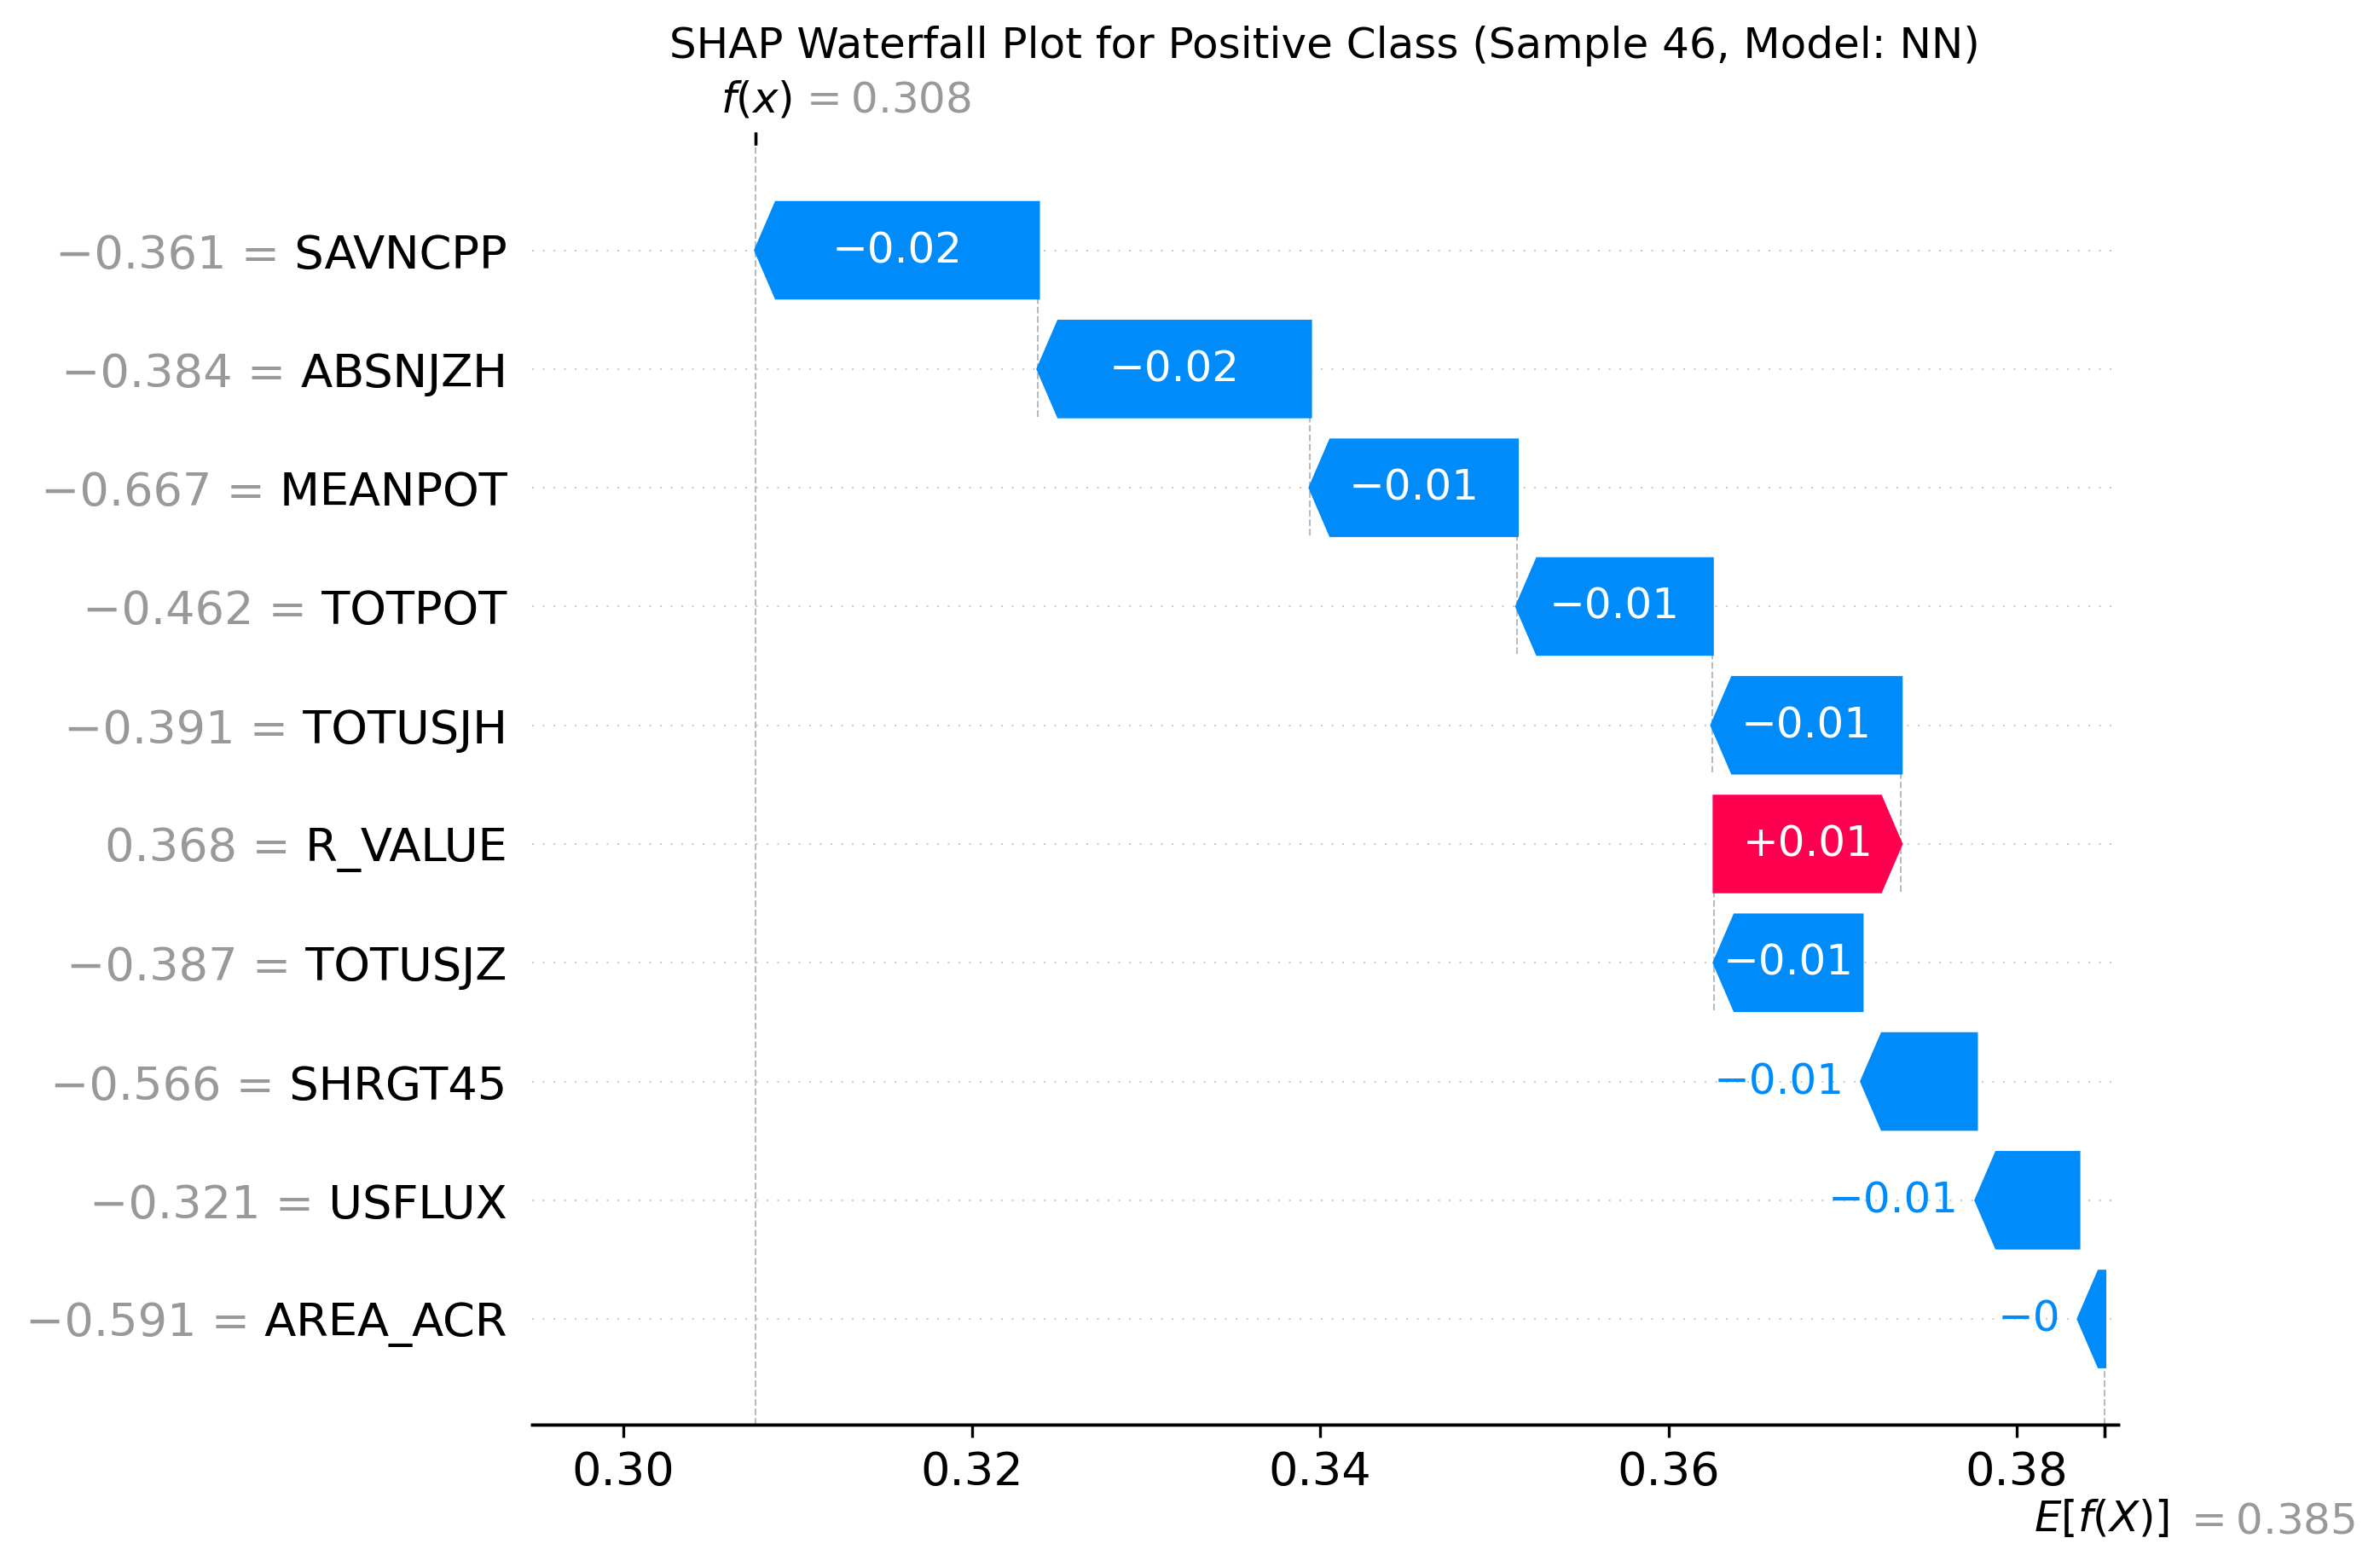 SHAP Waterfall Plot for Positive Class (Sample 46, Model: NN)
f(x) = 0.308
−0.361 = SAVNCPP −0.02
−0.384 = ABSNJZH −0.02
−0.667 = MEANPOT −0.01
−0.462 = TOTPOT −0.01
−0.391 = TOTUSJH −0.01
0.368 = R_VALUE +0.01
−0.387 = TOTUSJZ −0.01
−0.566 = SHRGT45 −0.01
−0.321 = USFLUX −0.01
−0.591 = AREA_ACR −0
0.30 0.32 0.34 0.36 0.38
E[f(X)] = 0.385